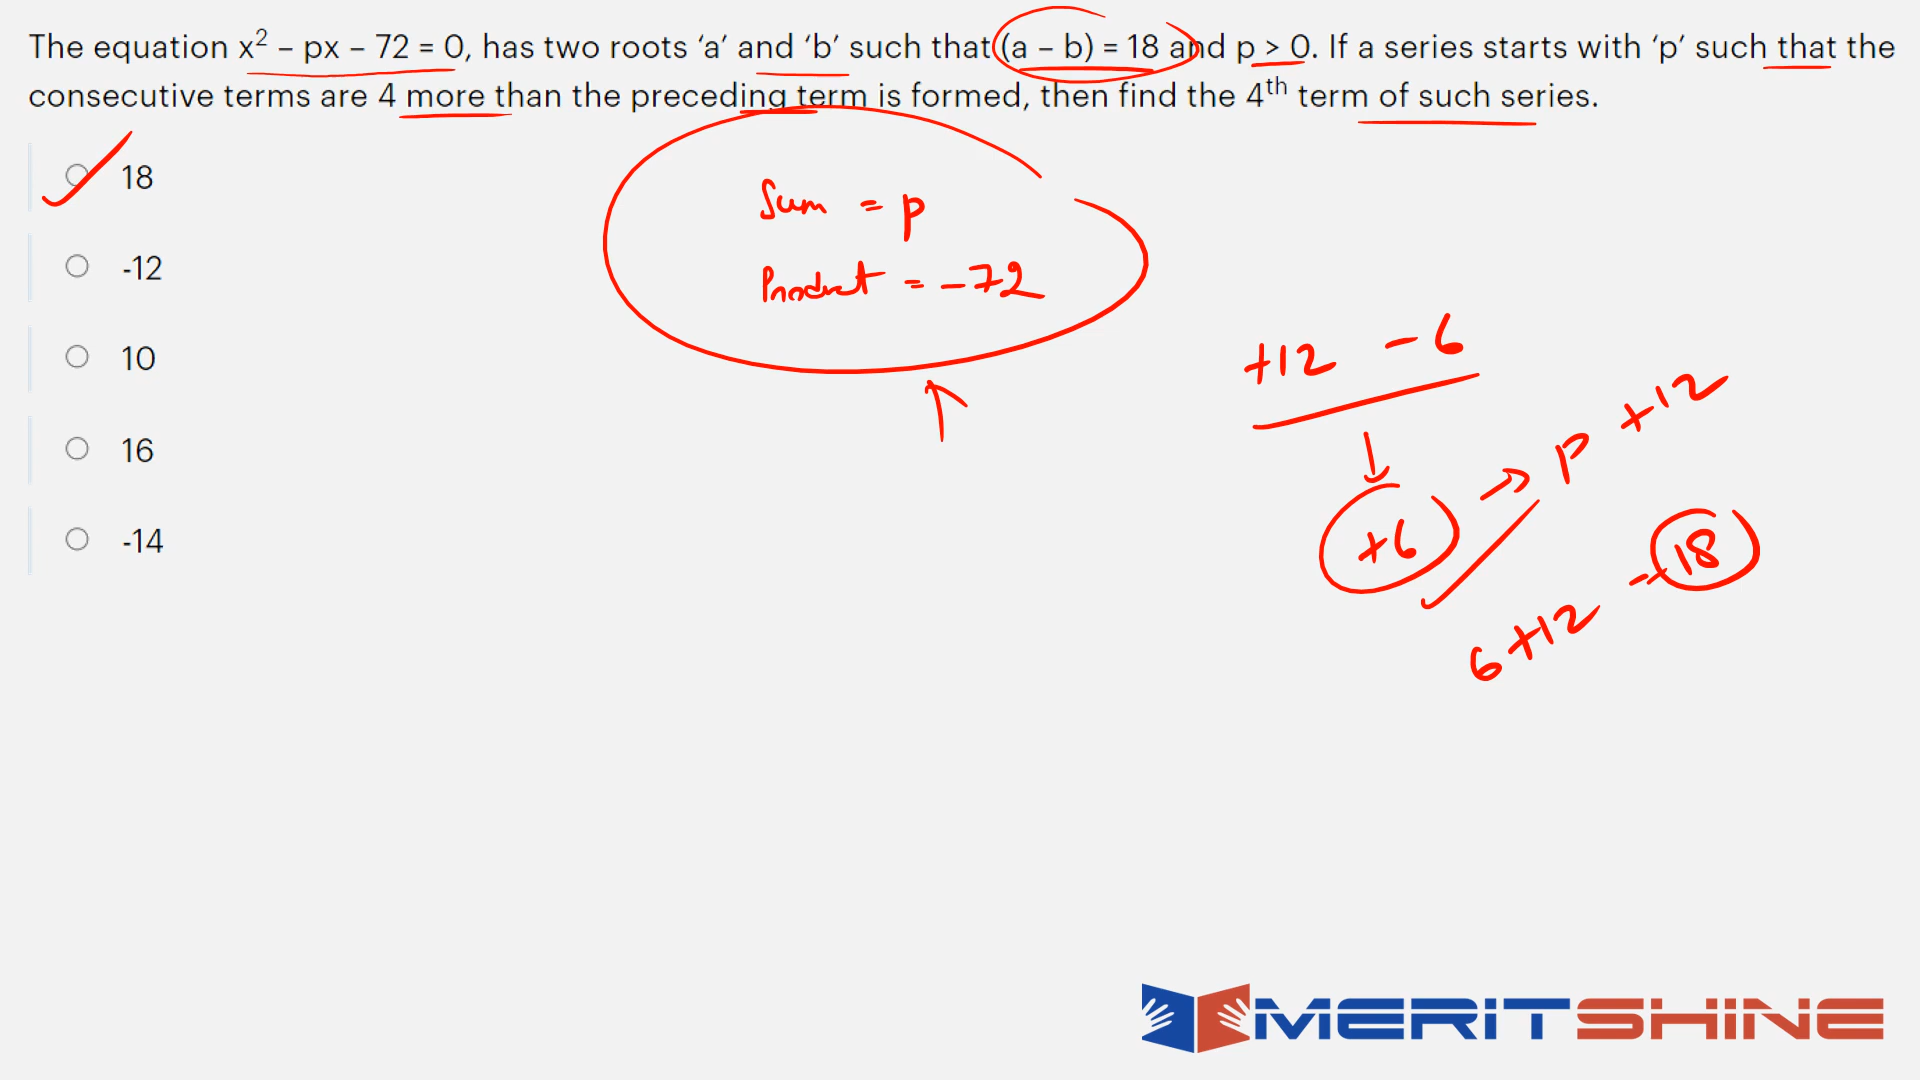 The equation x² – px – 72 = 0, has two roots ‘a’ and ‘b’ such that (a – b) = 18 and p > 0. If a series starts with ‘p’ such that the
consecutive terms are 4 more than the preceding term is formed, then find the 4th term of such series.
18
-12
10
16
-14
Sum = p
Product = -72
+12 -6
+6 → p +12
6+12 → 18
MERITSHINE